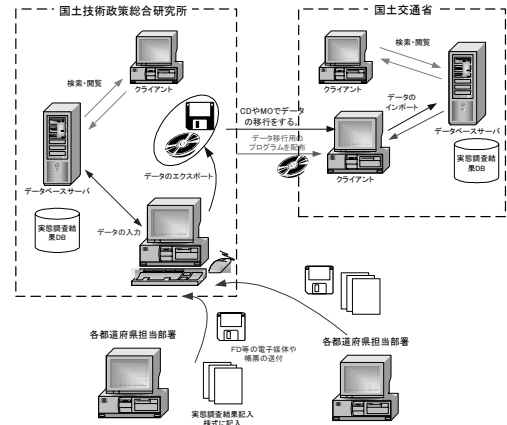 国土技術政策総合研究所
検索・閲覧
クライアント
データベースサーバ
実態調査結
果DB
データの入力
データのエクスポート
CDやMOでデータ
の移行をする。
データ移行用の
プログラムを配布
国土交通省
検索・閲覧
クライアント
データの
インポート
データベースサーバ
クライアント
実態調査結
果DB
各都道府県担当部署
FD等の電子媒体や
帳票の送付
実態調査結果記入
様式に記入
各都道府県担当部署